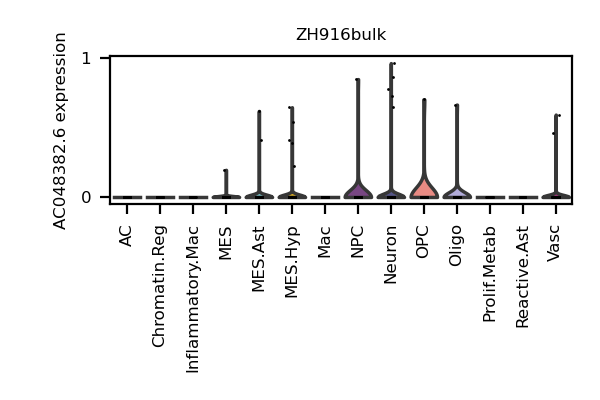 ZH916bulk
AC048382.6 expression
1
0
AC
Chromatin.Reg
Inflammatory.Mac
MES
MES.Ast
MES.Hyp
Mac
NPC
Neuron
OPC
Oligo
Prolif.Metab
Reactive.Ast
Vasc